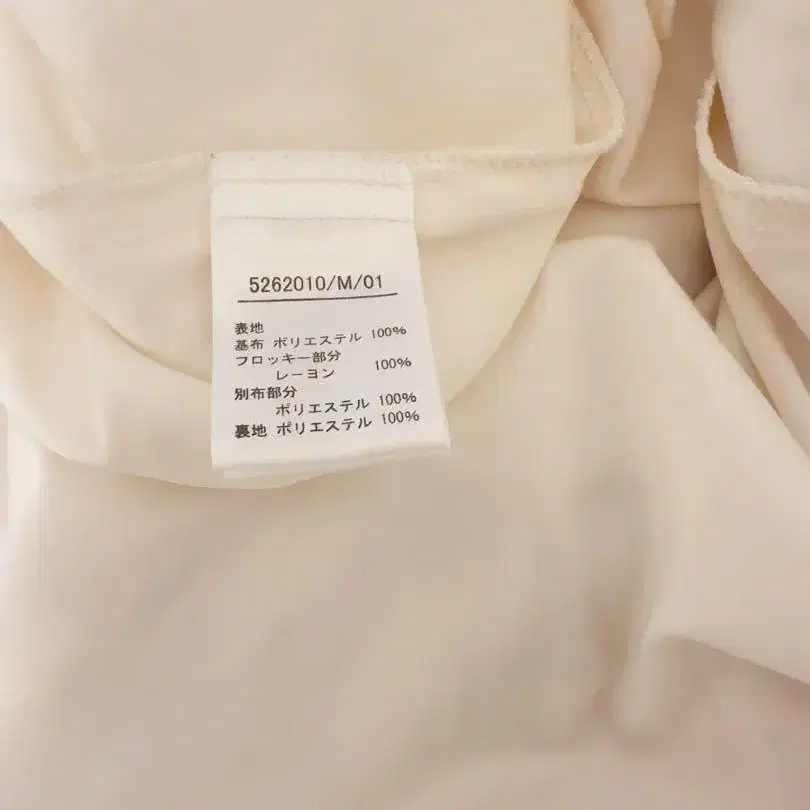 5262010/M/01
表地
基布 ポリエステル 100%
フロッキー部分
レーヨン 100%
別布部分
ポリエステル 100%
裏地 ポリエステル 100%